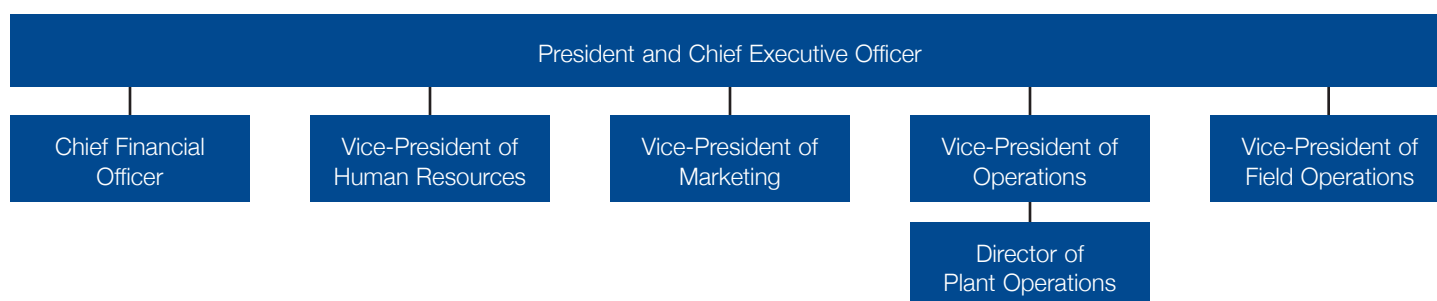 President and Chief Executive Officer
Chief Financial
Officer
Vice-President of
Human Resources
Vice-President of
Marketing
Vice-President of
Operations
Vice-President of
Field Operations
Director of
Plant Operations